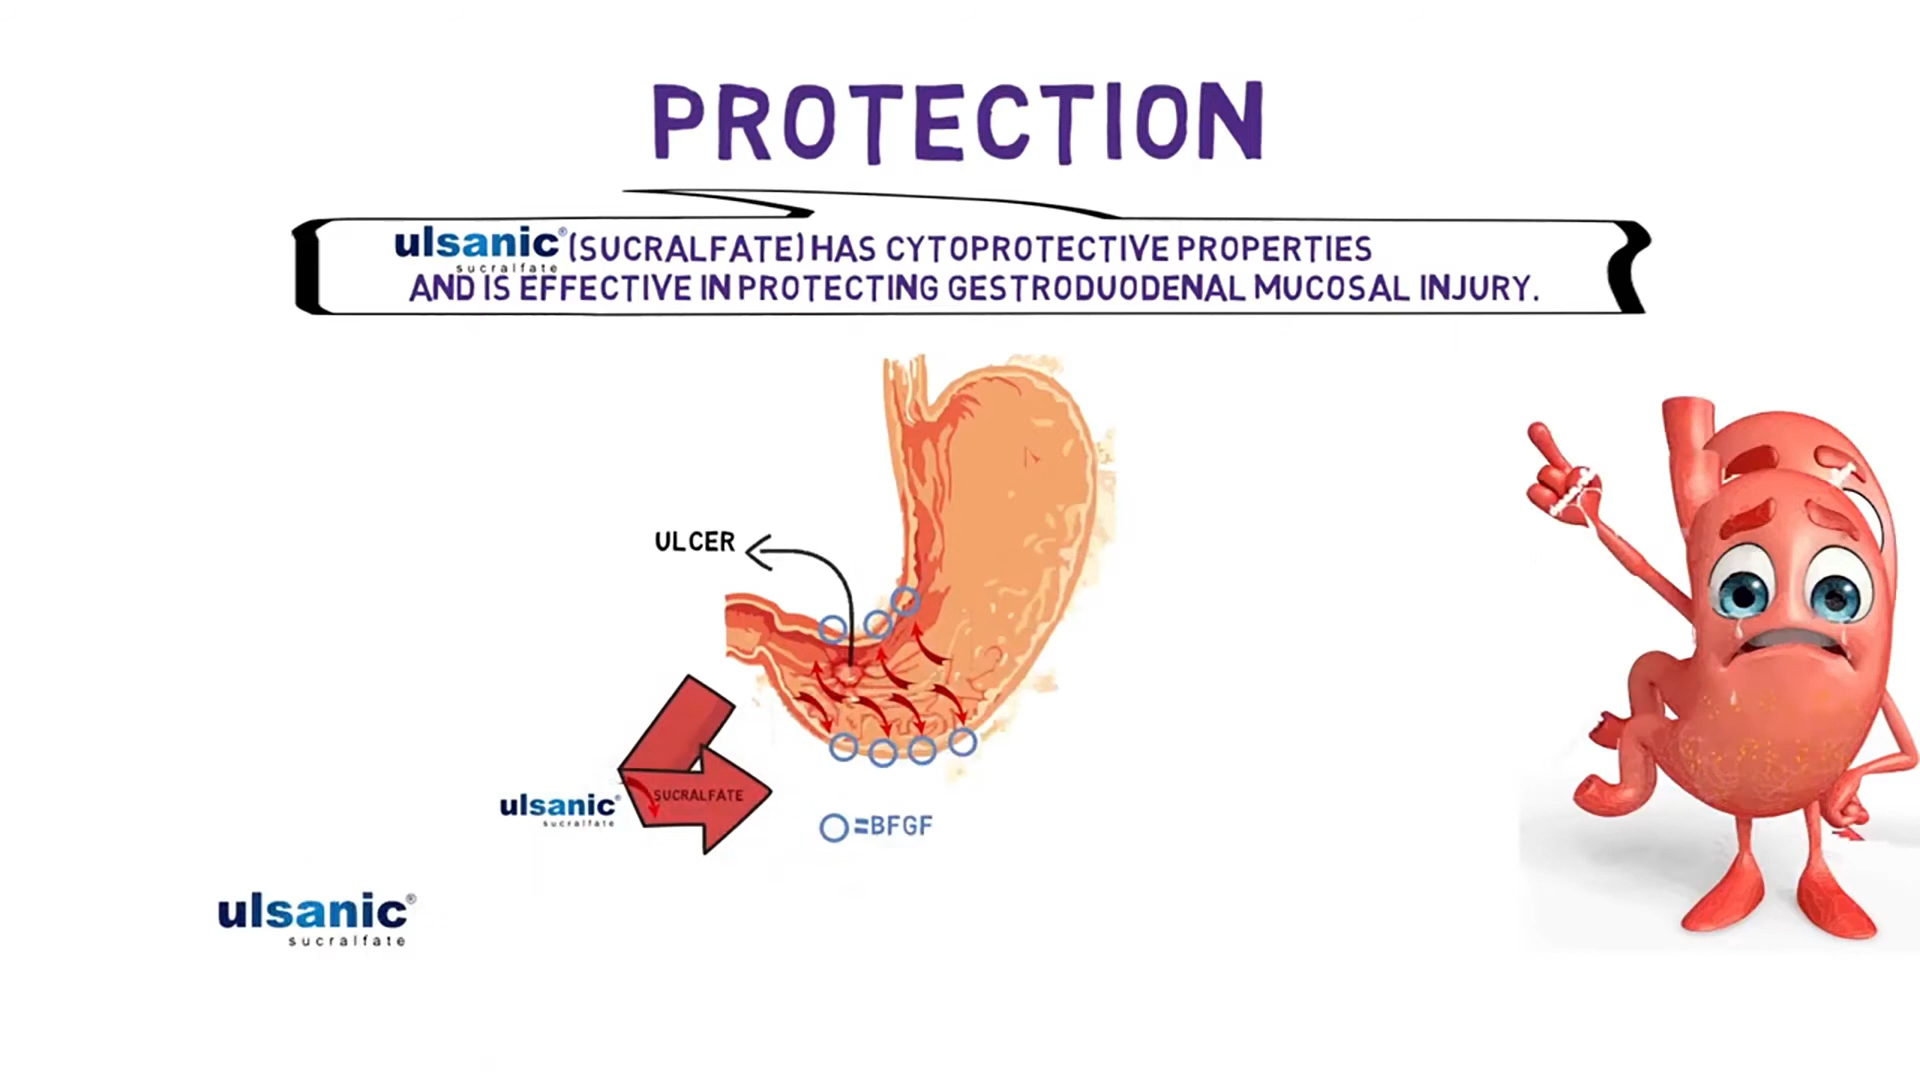 PROTECTION
ulsanic® (SUCRALFATE) HAS CYTOPROTECTIVE PROPERTIES
sucralfate
AND IS EFFECTIVE IN PROTECTING GESTRODUODENAL MUCOSAL INJURY.
ULCER
SUCRALFATE
ulsanic®
sucralfate
=BFGF
ulsanic®
sucralfate